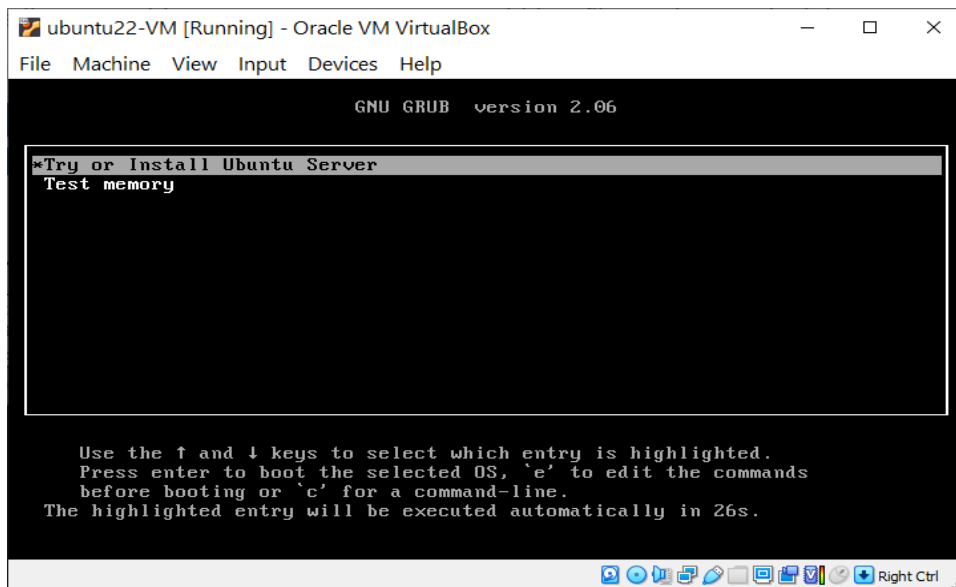 ubuntu22-VM [Running] - Oracle VM VirtualBox
File Machine View Input Devices Help
GNU GRUB version 2.06
*Try or Install Ubuntu Server
Test memory
Use the ↑ and ↓ keys to select which entry is highlighted.
Press enter to boot the selected OS, `e' to edit the commands
before booting or `c' for a command-line.
The highlighted entry will be executed automatically in 26s.
Right Ctrl